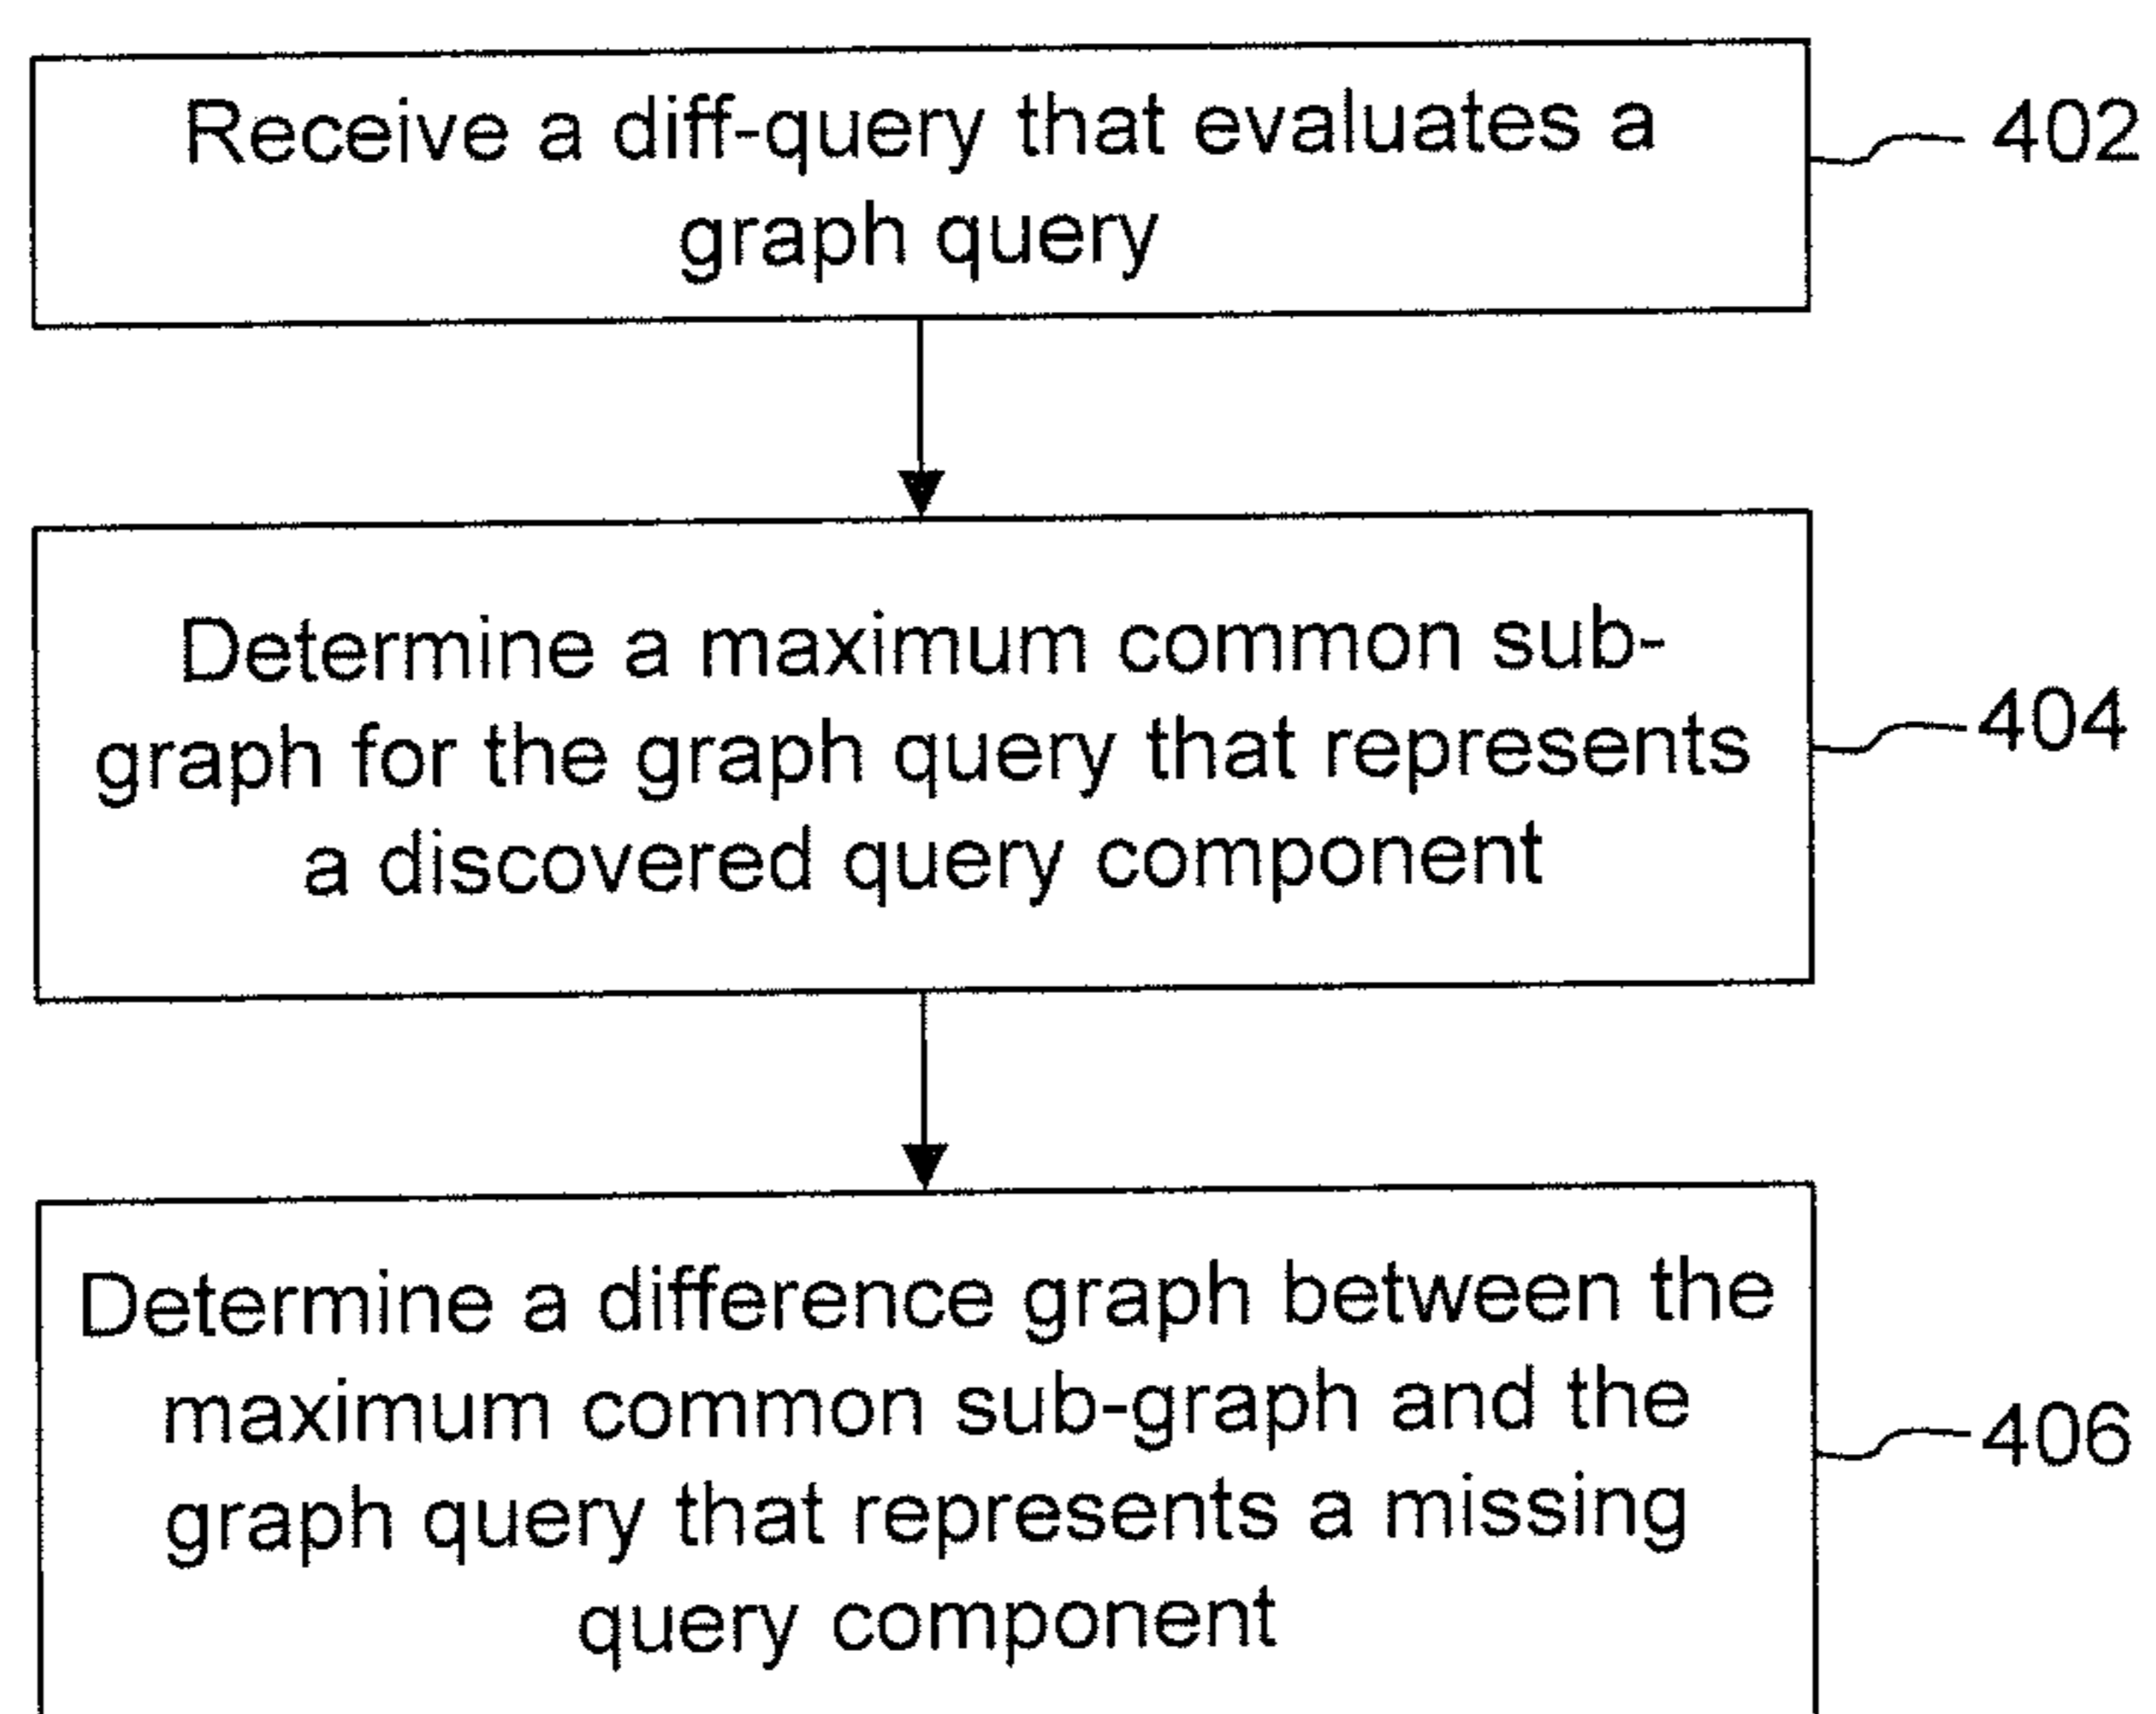 Receive a diff-query that evaluates a
graph query
402
Determine a maximum common sub-
graph for the graph query that represents
a discovered query component
404
Determine a difference graph between the
maximum common sub-graph and the
graph query that represents a missing
query component
406